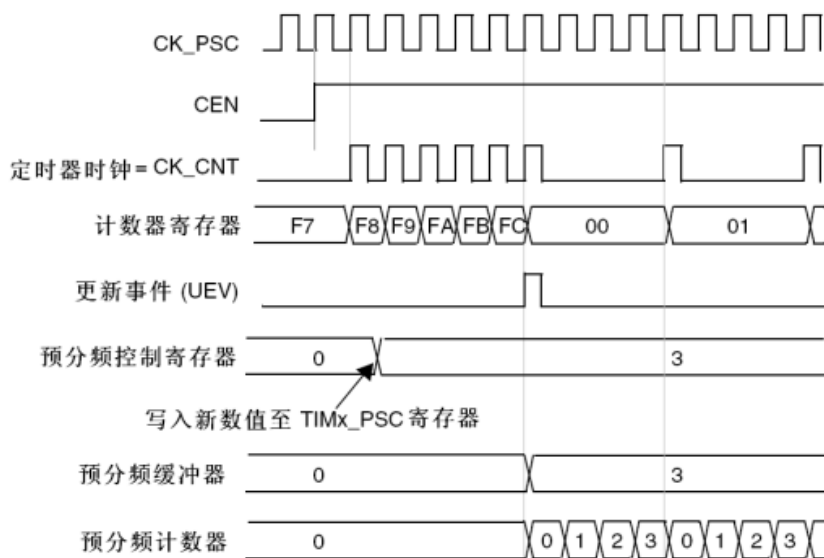 CK_PSC
CEN
定时器时钟= CK_CNT
计数器寄存器 F7 F8 F9 FA FB FC 00 01
更新事件 (UEV)
预分频控制寄存器 0 3
写入新数值至 TIMx_PSC 寄存器
预分频缓冲器 0 3
预分频计数器 0 0 1 2 3 0 1 2 3